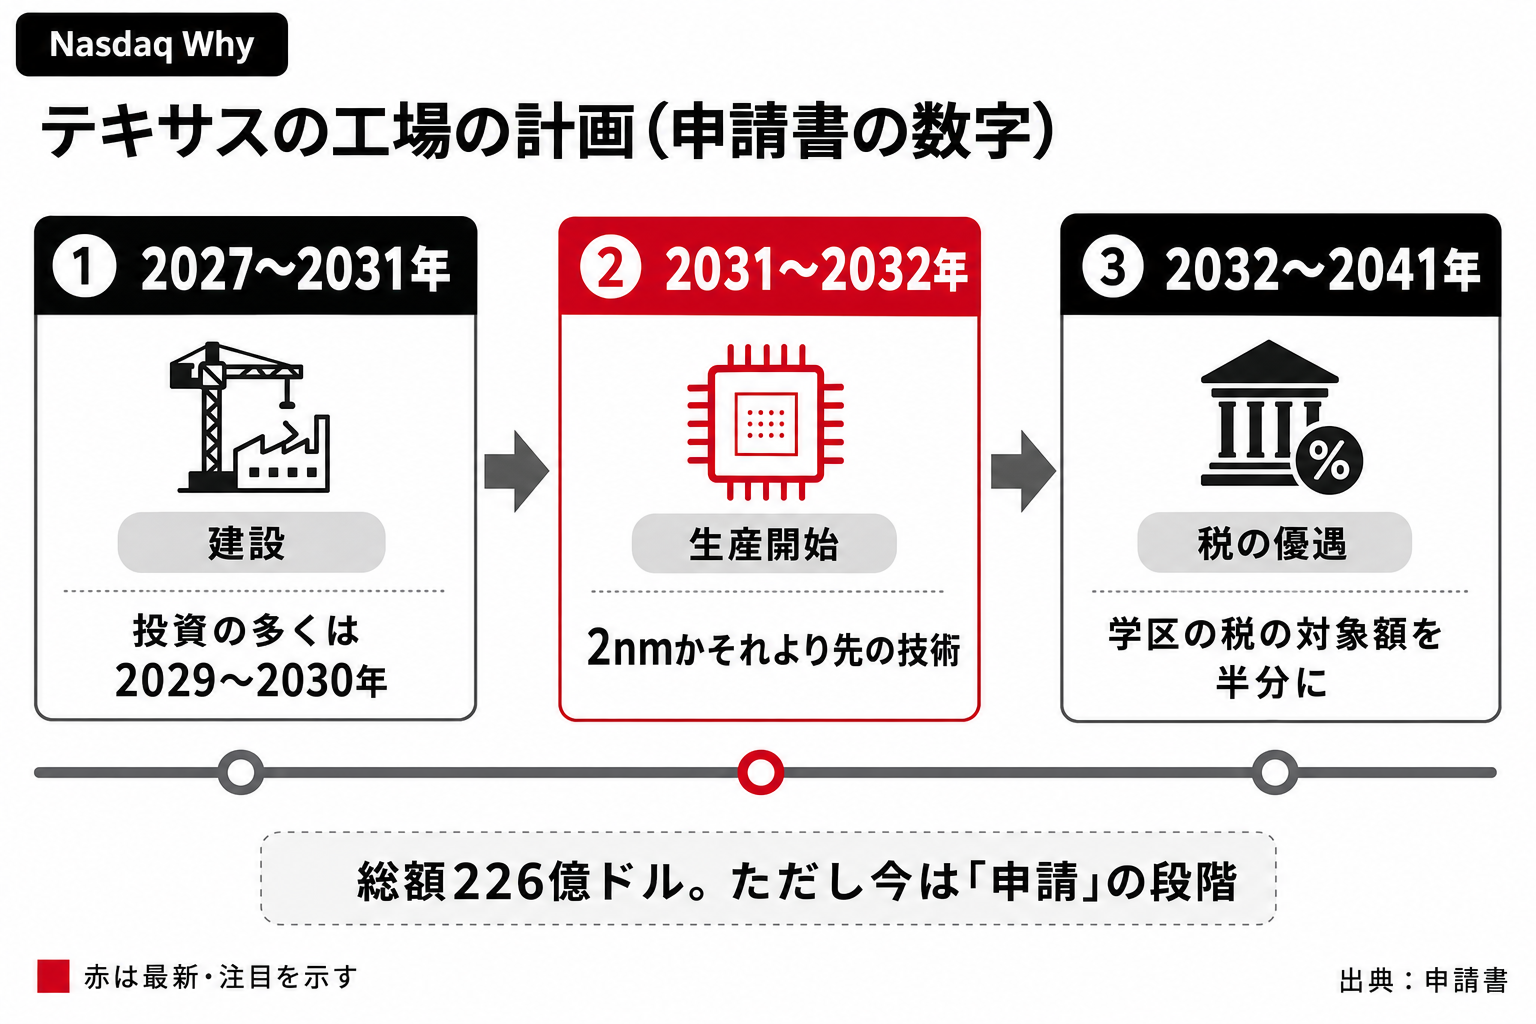 Nasdaq Why
テキサスの工場の計画（申請書の数字）
1 2027～2031年
建設
投資の多くは
2029～2030年
2 2031～2032年
生産開始
2nmかそれより先の技術
3 2032～2041年
%
税の優遇
学区の税の対象額を
半分に
総額226億ドル。ただし今は「申請」の段階
赤は最新・注目を示す
出典：申請書